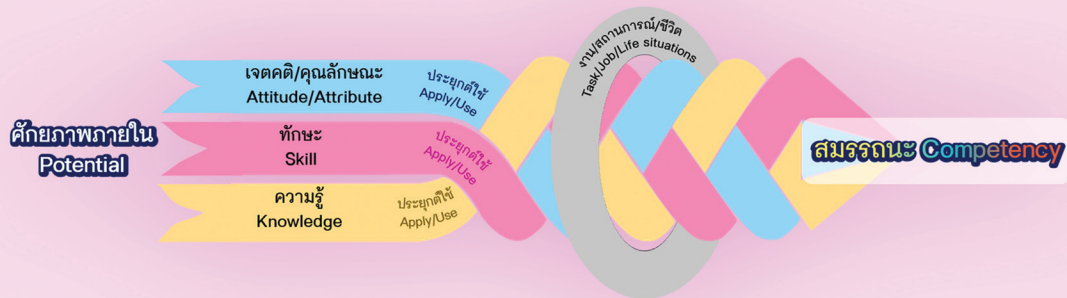 ศักยภาพภายใน
Potential
เจตคติ/คุณลักษณะ
Attitude/Attribute
ประยุกต์ใช้
Apply/Use
ทักษะ
Skill
ประยุกต์ใช้
Apply/Use
ความรู้
Knowledge
ประยุกต์ใช้
Apply/Use
งาน/สถานการณ์/ชีวิต
Task/Job/Life situations
สมรรถนะ Competency